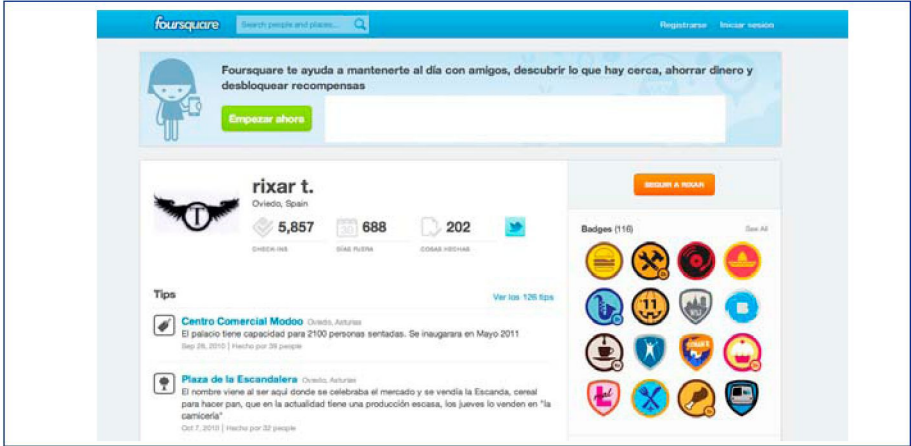 foursquare Search people and places... Registrarse Iniciar sesión
Foursquare te ayuda a mantenerte al día con amigos, descubrir lo que hay cerca, ahorrar dinero y
desbloquear recompensas
Empezar ahora
rixar t.
Oviedo, Spain
5,857 688 202
CHECK-INS DÍAS FUERA COSAS HECHAS
SEGUIR A RIXAR
Badges (116) See All
11
Tips Ver los 126 tips
Centro Comercial Modoo Oviedo, Asturias
El palacio tiene capacidad para 2100 personas sentadas. Se inaugurara en Mayo 2011
Sep 28, 2010 | Hecho por 38 people
Plaza de la Escandalera Oviedo, Asturias
El nombre viene al ser aquí donde se celebraba el mercado y se vendía la Escanda, cereal
para hacer pan, que en la actualidad tiene una producción escasa, los jueves lo venden en "la
camicería"
Oct 7, 2010 | Hecho por 32 people